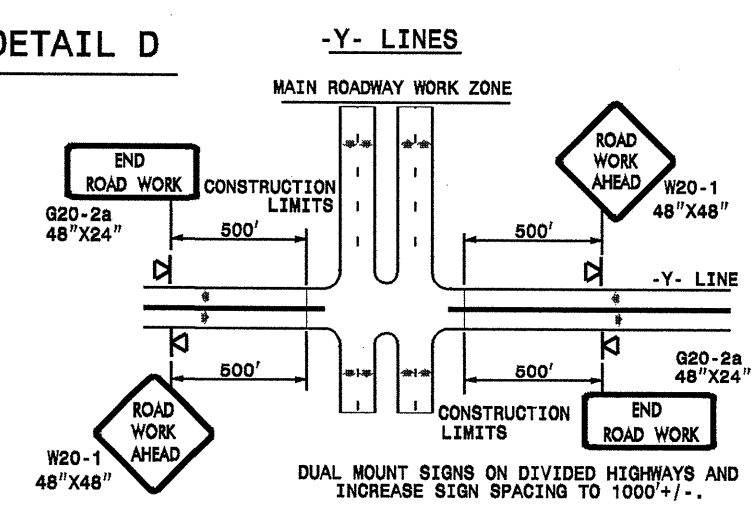 DETAIL D
-Y- LINES
MAIN ROADWAY WORK ZONE
END
ROAD WORK
G20-2a
48"X24"
CONSTRUCTION
LIMITS
500'
ROAD
WORK
AHEAD
W20-1
48"X48"
500'
-Y- LINE
500'
ROAD
WORK
AHEAD
W20-1
48"X48"
500'
CONSTRUCTION
LIMITS
G20-2a
48"X24"
END
ROAD WORK
DUAL MOUNT SIGNS ON DIVIDED HIGHWAYS AND
INCREASE SIGN SPACING TO 1000'+/-.